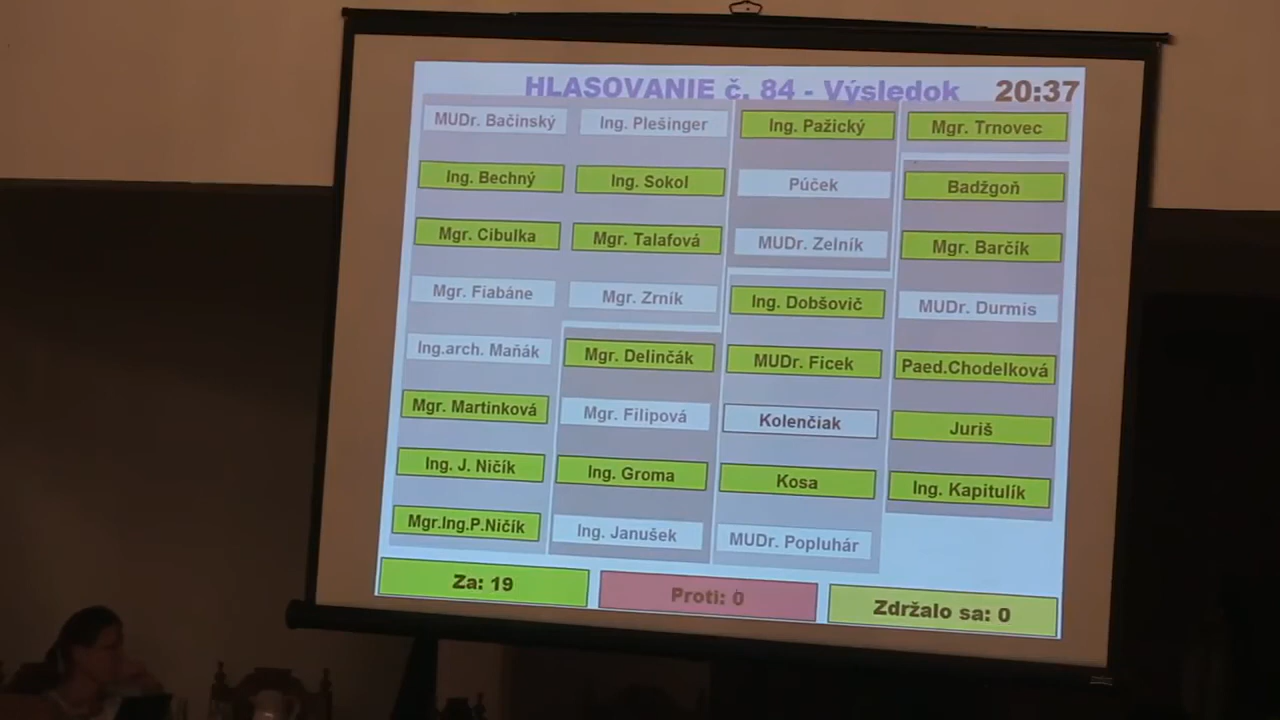 HLASOVANIE č. 84 - Výsledok 20:37
MUDr. Bačinský Ing. Plešinger Ing. Pažický Mgr. Trnovec
Ing. Bechný Ing. Sokol Púček Badžgoň
Mgr. Cibulka Mgr. Talafová MUDr. Zelník Mgr. Barčík
Mgr. Fiabáne Mgr. Zrník Ing. Dobšovič MUDr. Durmís
Ing.arch. Maňák Mgr. Delinčák MUDr. Ficek Paed.Chodelková
Mgr. Martinková Mgr. Filipová Kolenčiak Juriš
Ing. J. Ničík Ing. Groma Kosa Ing. Kapitulík
Mgr.Ing.P.Ničík Ing. Janušek MUDr. Popluhár
Za: 19 Proti: 0 Zdržalo sa: 0